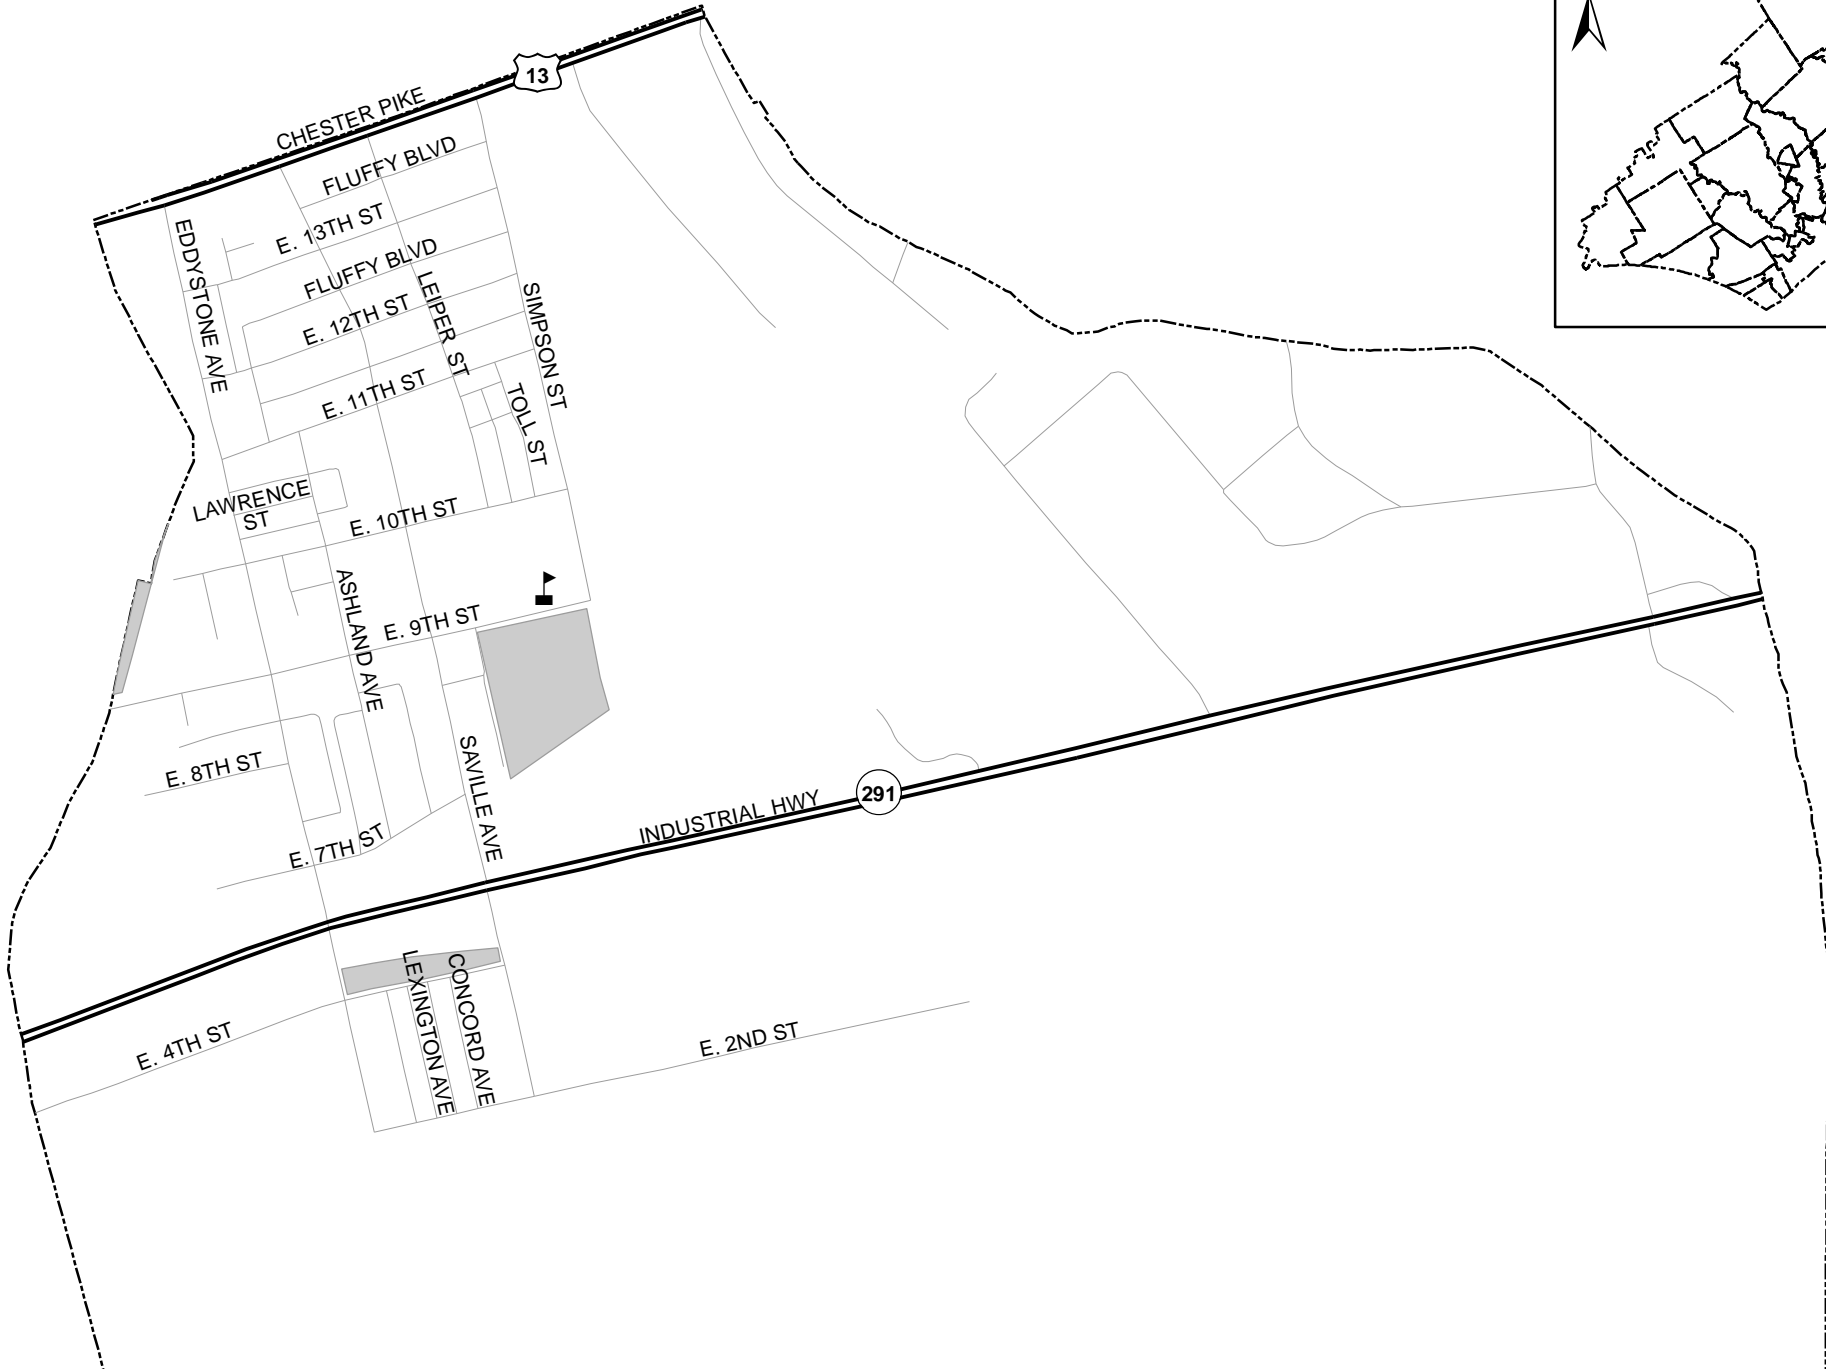 13
CHESTER PIKE
FLUFFY BLVD
E. 13TH ST
EDDYSTONE AVE
FLUFFY BLVD
LEIPER ST
SIMPSON ST
E. 12TH ST
E. 11TH ST
TOLL ST
LAWRENCE
ST
E. 10TH ST
ASHLAND AVE
E. 9TH ST
SAVILLE AVE
E. 8TH ST
291
INDUSTRIAL HWY
E. 7TH ST
LEXINGTON AVE
CONCORD AVE
E. 4TH ST
E. 2ND ST